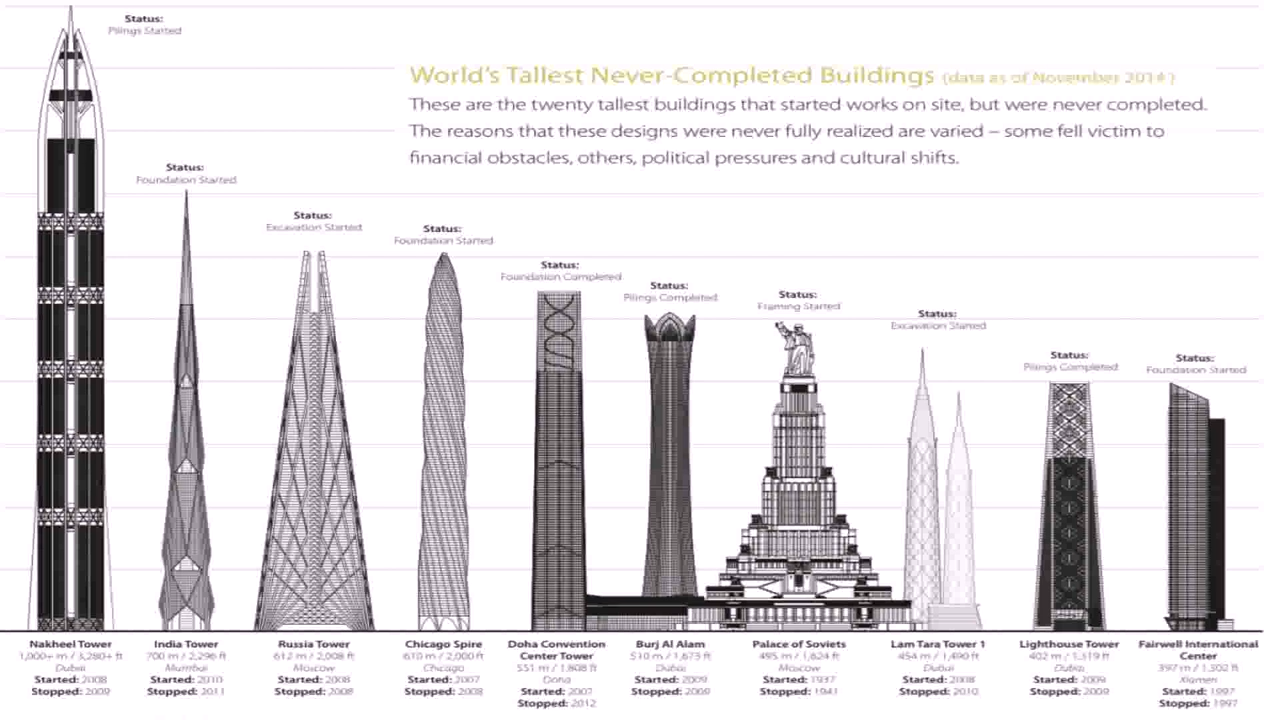 Status:
Pilings Started
World's Tallest Never-Completed Buildings (data as of November 2014)
These are the twenty tallest buildings that started works on site, but were never completed.
The reasons that these designs were never fully realized are varied – some fell victim to
financial obstacles, others, political pressures and cultural shifts.
Status:
Foundation Started
Status:
Excavation Started
Status:
Foundation Started
Status:
Foundation Completed
Status:
Pilings Completed
Status:
Framing Started
Status:
Excavation Started
Status:
Pilings Completed
Status:
Foundation Started
Nakheel Tower
1,000+ m / 3,280+ ft
Dubai
Started: 2008
Stopped: 2009
India Tower
700 m / 2,296 ft
Mumbai
Started: 2010
Stopped: 2011
Russia Tower
612 m / 2,008 ft
Moscow
Started: 2008
Stopped: 2008
Chicago Spire
610 m / 2,000 ft
Chicago
Started: 2007
Stopped: 2008
Doha Convention
Center Tower
551 m / 1,808 ft
Doha
Started: 2007
Stopped: 2012
Burj Al Alam
510 m / 1,673 ft
Dubai
Started: 2009
Stopped: 2009
Palace of Soviets
495 m / 1,624 ft
Moscow
Started: 1937
Stopped: 1941
Lam Tara Tower 1
454 m / 1,490 ft
Dubai
Started: 2008
Stopped: 2010
Lighthouse Tower
402 m / 1,319 ft
Dubai
Started: 2009
Stopped: 2009
Fairwell International
Center
397 m / 1,302 ft
Xiamen
Started: 1997
Stopped: 1997